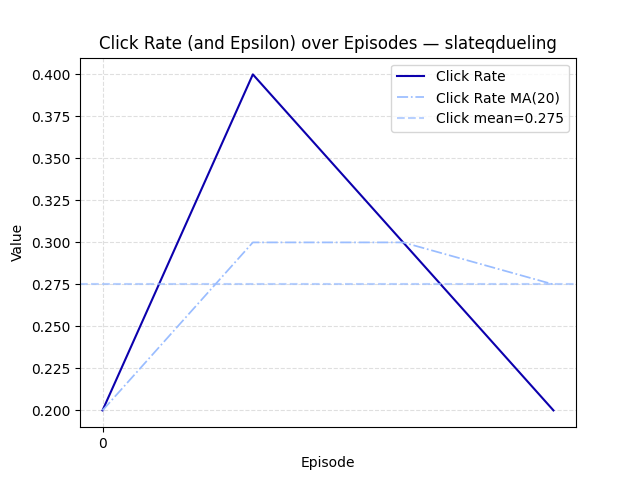 Click Rate (and Epsilon) over Episodes — slateqdueling
Click Rate
Click Rate MA(20)
Click mean=0.275
0.400
0.375
0.350
0.325
0.300
0.275
0.250
0.225
0.200
Value
0
Episode